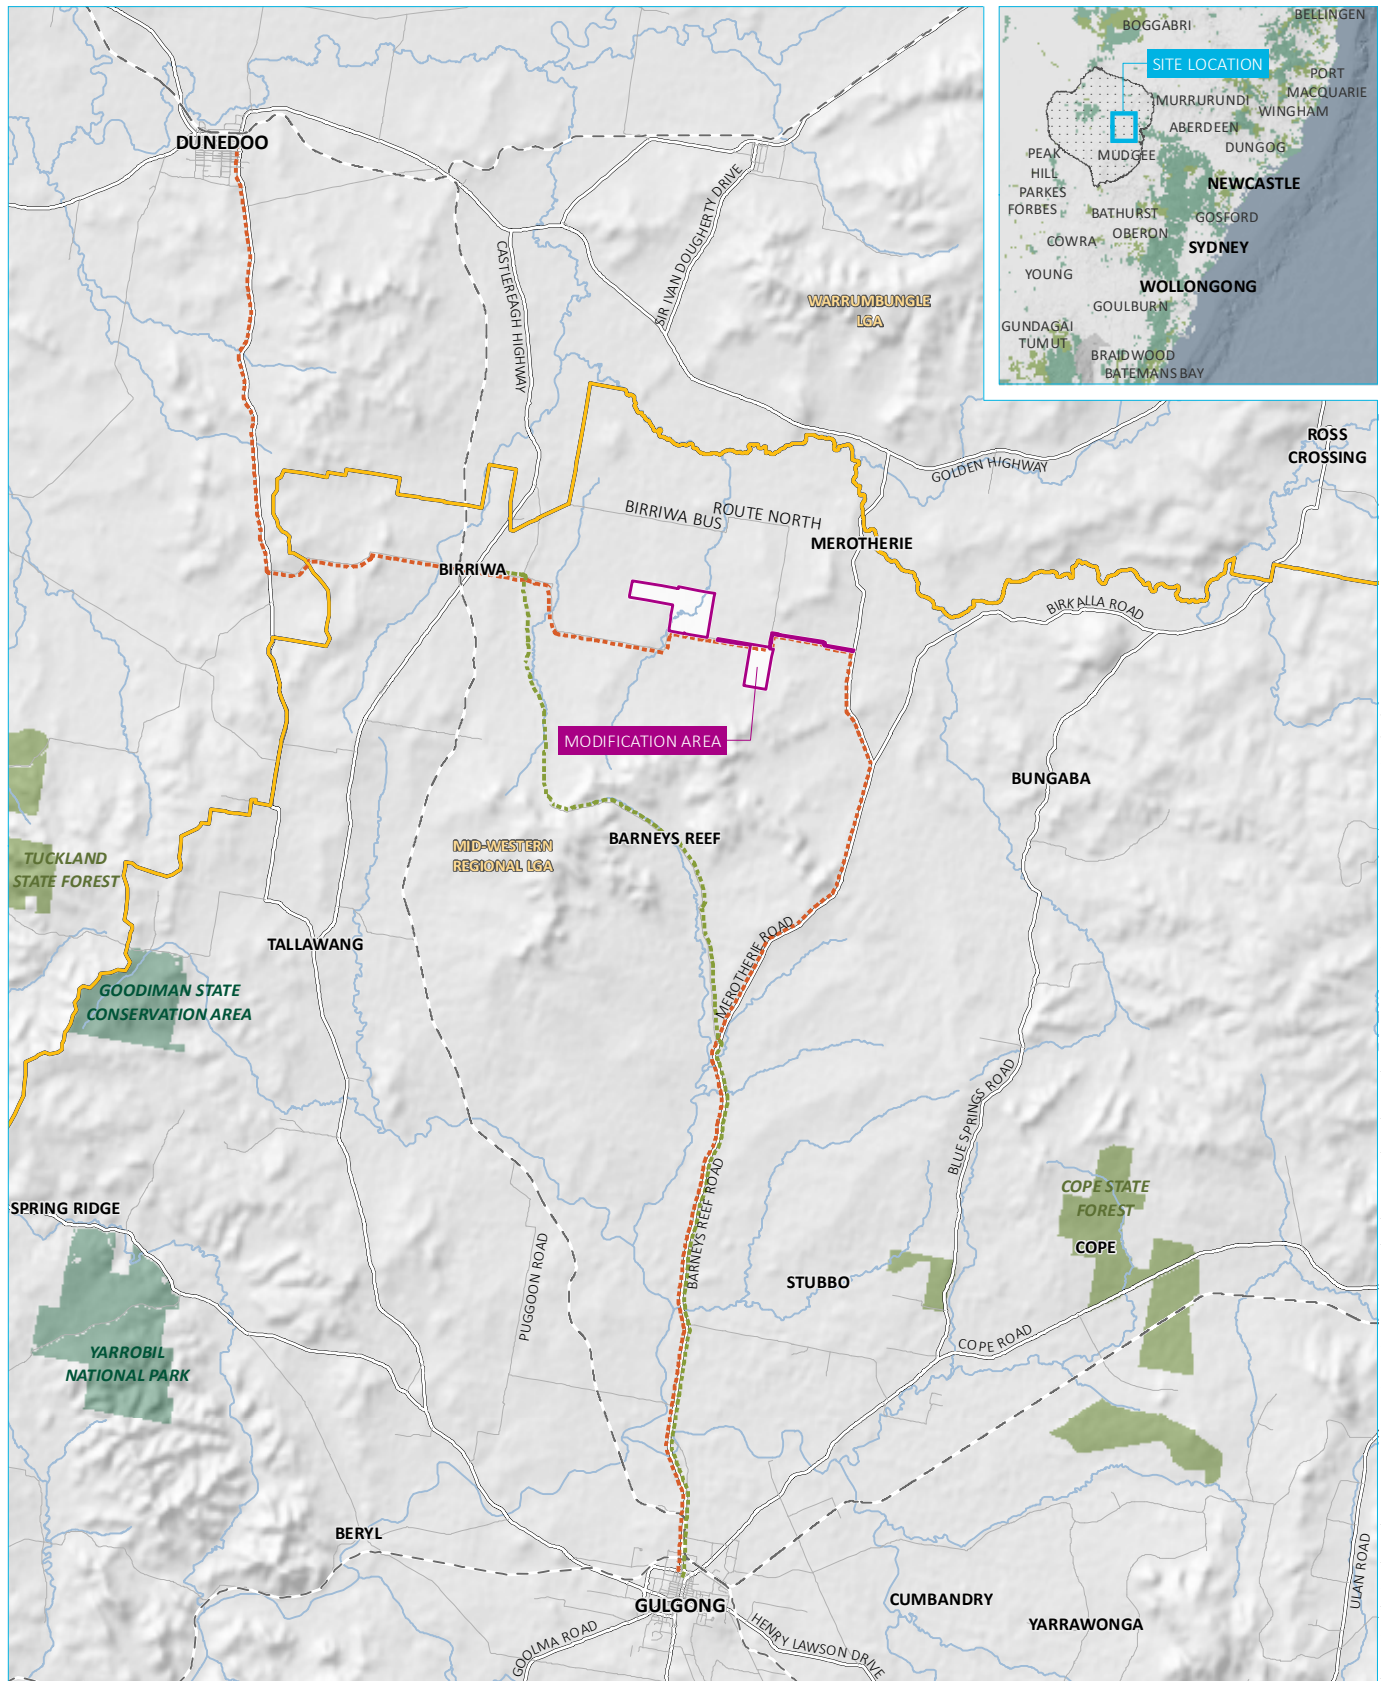 BELLINGEN
BOGGABRI
SITE LOCATION
PORT
MACQUARIE
MURRURUNDI
WINGHAM
ABERDEEN
DUNGOG
PEAK
HILL
MUDGEE
NEWCASTLE
PARKES
FORBES
BATHURST
GOSFORD
OBERON
COWRA
SYDNEY
YOUNG
WOLLONGONG
GOULBURN
GUNDAGAI
TUMUT
BRAIDWOOD
BATEMANS BAY
DUNEDOO
SIR IVAN DOUGHERTY DRIVE
CASTLEREAGH HIGHWAY
WARRUMBUNGLE
LGA
ROSS
CROSSING
GOLDEN HIGHWAY
BIRRIWA BUS ROUTE NORTH
MEROTHERIE
BIRRIWA
BIRKALLA ROAD
MODIFICATION AREA
BUNGABA
BARNEYS REEF
MID-WESTERN
REGIONAL LGA
TUCKLAND
STATE FOREST
TALLAWANG
MEROTHERIE ROAD
GOODIMAN STATE
CONSERVATION AREA
BLUE SPRINGS ROAD
BARNEYS REEF ROAD
COPE STATE
FOREST
SPRING RIDGE
COPE
PUGGOON ROAD
STUBBO
COPE ROAD
YARROBIL
NATIONAL PARK
BERYL
ULAN ROAD
GULGONG
CUMBANDRY
YARRAWONGA
GOOLMA ROAD
HENRY LAWSON DRIVE